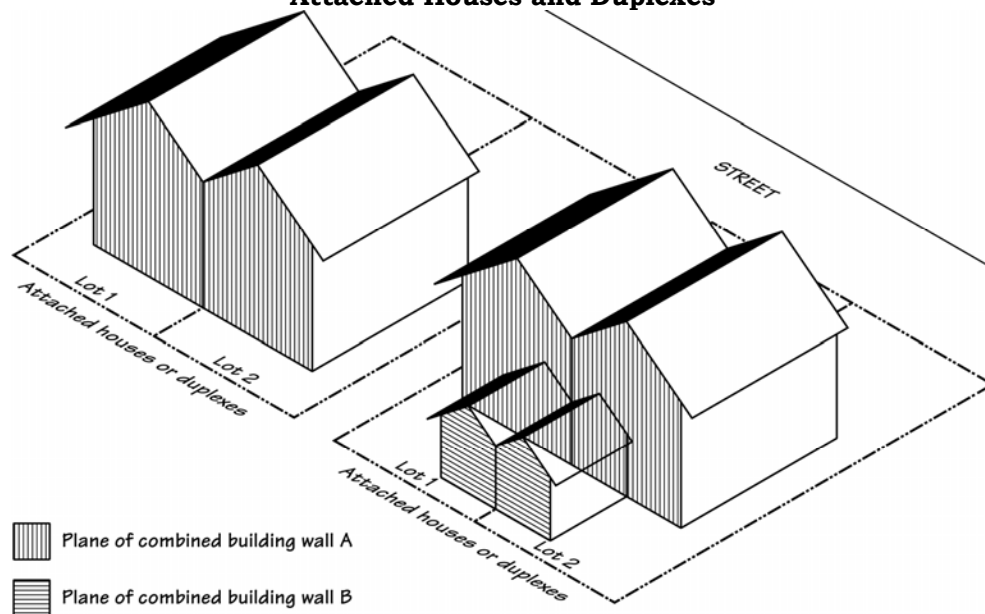 Attached Houses and Duplexes
STREET
Lot 1
Lot 2
Attached houses or duplexes
Lot 1
Lot 2
Attached houses or duplexes
Plane of combined building wall A
Plane of combined building wall B